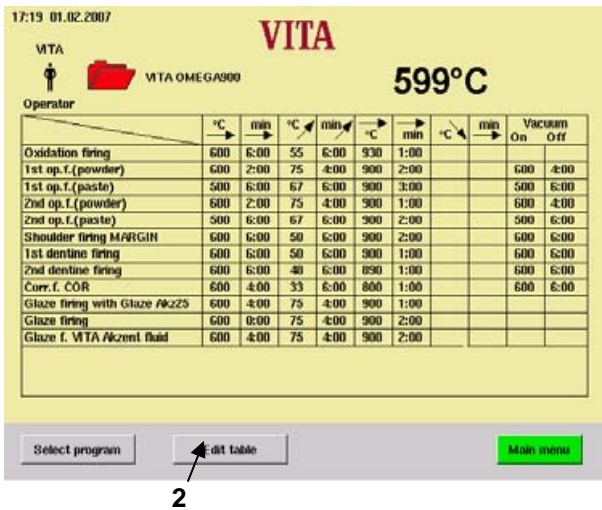 17:19 01.02.2007
VITA
VITA
VITA OMEGA900
599°C
Operator
°C min °C min °C min °C min Vacuum
On Off
Oxidation firing 600 6:00 55 6:00 930 1:00
1st op.f.(powder) 600 2:00 75 4:00 900 2:00 600 4:00
1st op.f.(paste) 500 6:00 67 6:00 900 3:00 500 6:00
2nd op.f.(powder) 600 2:00 75 4:00 900 1:00 600 4:00
2nd op.f.(paste) 500 6:00 67 6:00 900 2:00 500 6:00
Shoulder firing MARGIN 600 6:00 50 6:00 900 2:00 600 6:00
1st dentine firing 600 6:00 50 6:00 900 1:00 600 6:00
2nd dentine firing 600 6:00 48 6:00 890 1:00 600 6:00
Corr.f. COR 600 4:00 33 6:00 800 1:00 600 6:00
Glaze firing with Glaze Akz25 600 4:00 75 4:00 900 1:00
Glaze firing 600 0:00 75 4:00 900 2:00
Glaze f. VITA Akzent fluid 600 4:00 75 4:00 900 2:00
Select program Edit table Main menu
2